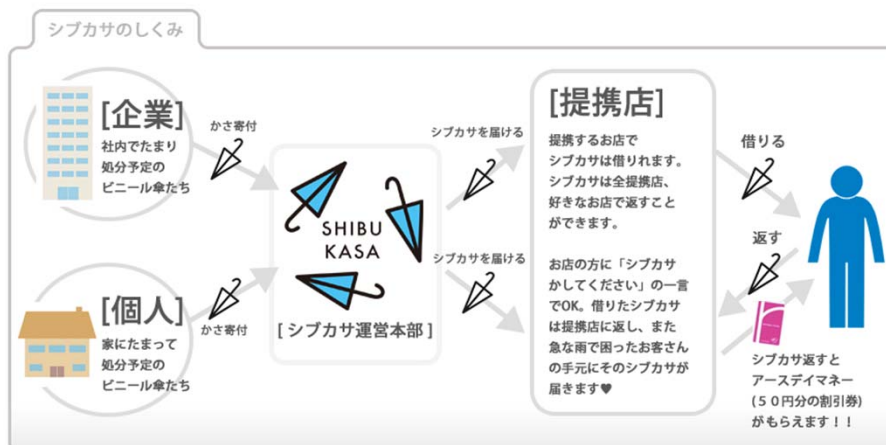 シブカサのしくみ
[企業]
社内でたまり
処分予定の
ビニール傘たち
かさ寄付
[個人]
家にたまって
処分予定の
ビニール傘たち
かさ寄付
SHIBU
KASA
[ シブカサ運営本部 ]
シブカサを届ける
シブカサを届ける
[提携店]
提携するお店で
シブカサは借りれます。
シブカサは全提携店、
好きなお店で返すこと
ができます。
お店の方に「シブカサ
かしてください」の一言
でOK。借りたシブカサ
は提携店に返し、また
急な雨で困ったお客さん
の手元にそのシブカサが
届きます♥
借りる
返す
シブカサ返すと
アースデイマネー
(５０円分の割引券)
がもらえます！！